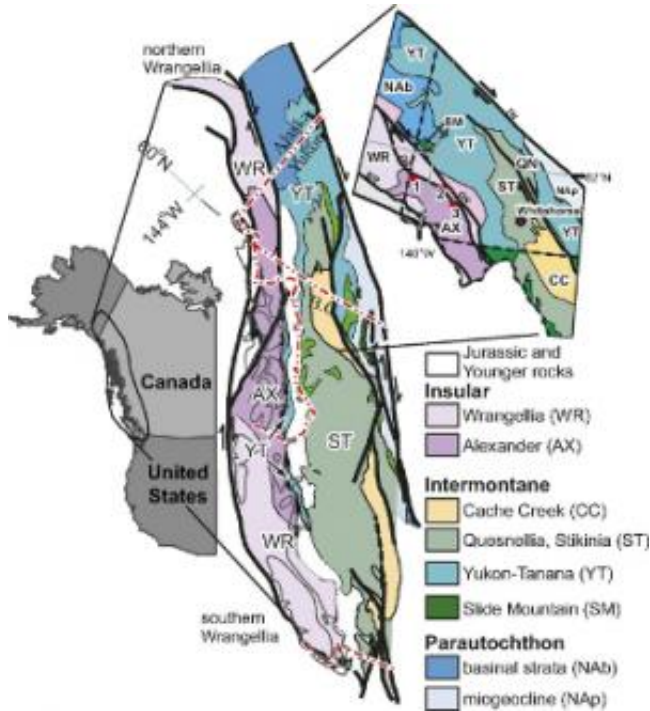 northern
Wrangellia
WR
60°N
144°W
Alaska
Yukon
YT
AX
YT
ST
WR
southern
Wrangellia
Canada
United
States
YT
NAb
SM
YT
WR
QN
ST
NAp
62°N
1
2
3
AX
Whitehorse
YT
140°W
CC
Jurassic and
Younger rocks
Insular
Wrangellia (WR)
Alexander (AX)
Intermontane
Cache Creek (CC)
Quesnellia, Stikinia (ST)
Yukon-Tanana (YT)
Slide Mountain (SM)
Parautochthon
basinal strata (NAb)
miogeocline (NAp)